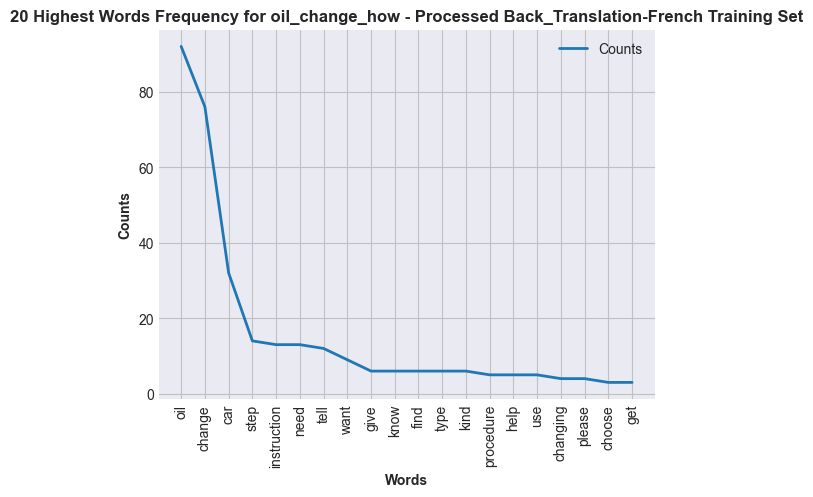 20 Highest Words Frequency for oil_change_how - Processed Back_Translation-French Training Set
Counts
Counts
80
60
40
20
0
oil
change
car
step
instruction
need
tell
want
give
know
find
type
kind
procedure
help
use
changing
please
choose
get
Words